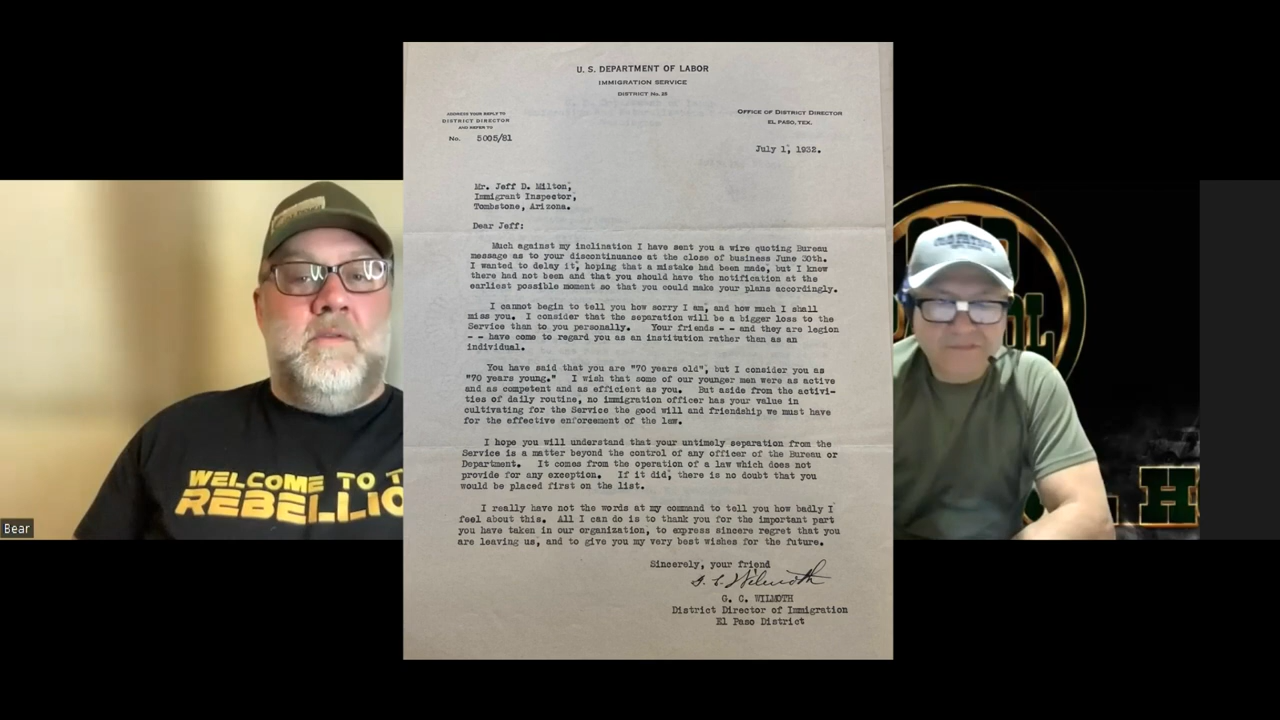 U. S. DEPARTMENT OF LABOR
IMMIGRATION SERVICE
DISTRICT No. 25
ADDRESS YOUR REPLY TO
DISTRICT DIRECTOR
AND REFER TO
No. 5005/81
OFFICE OF DISTRICT DIRECTOR
EL PASO, TEX.
July 1, 1932.
Mr. Jeff D. Milton,
Immigrant Inspector,
Tombstone, Arizona.
Dear Jeff:
Much against my inclination I have sent you a wire quoting Bureau
message as to your discontinuance at the close of business June 30th.
I wanted to delay it, hoping that a mistake had been made, but I knew
there had not been and that you should have the notification at the
earliest possible moment so that you could make your plans accordingly.
I cannot begin to tell you how sorry I am, and how much I shall
miss you. I consider that the separation will be a bigger loss to the
Service than to you personally. Your friends - - and they are legion
- - have come to regard you as an institution rather than as an
individual.
You have said that you are "70 years old", but I consider you as
"70 years young." I wish that some of our younger men were as active
and as competent and as efficient as you. But aside from the activi-
ties of daily routine, no immigration officer has your value in
cultivating for the Service the good will and friendship we must have
for the effective enforcement of the law.
I hope you will understand that your untimely separation from the
Service is a matter beyond the control of any officer of the Bureau or
Department. It comes from the operation of a law which does not
provide for any exception. If it did, there is no doubt that you
would be placed first on the list.
I really have not the words at my command to tell you how badly I
feel about this. All I can do is to thank you for the important part
you have taken in our organization, to express sincere regret that you
are leaving us, and to give you my very best wishes for the future.
Sincerely, your friend
G. C. Wilmoth
G. C. WILMOTH
District Director of Immigration
El Paso District
WELCOME TO T
REBELLIO
Bear